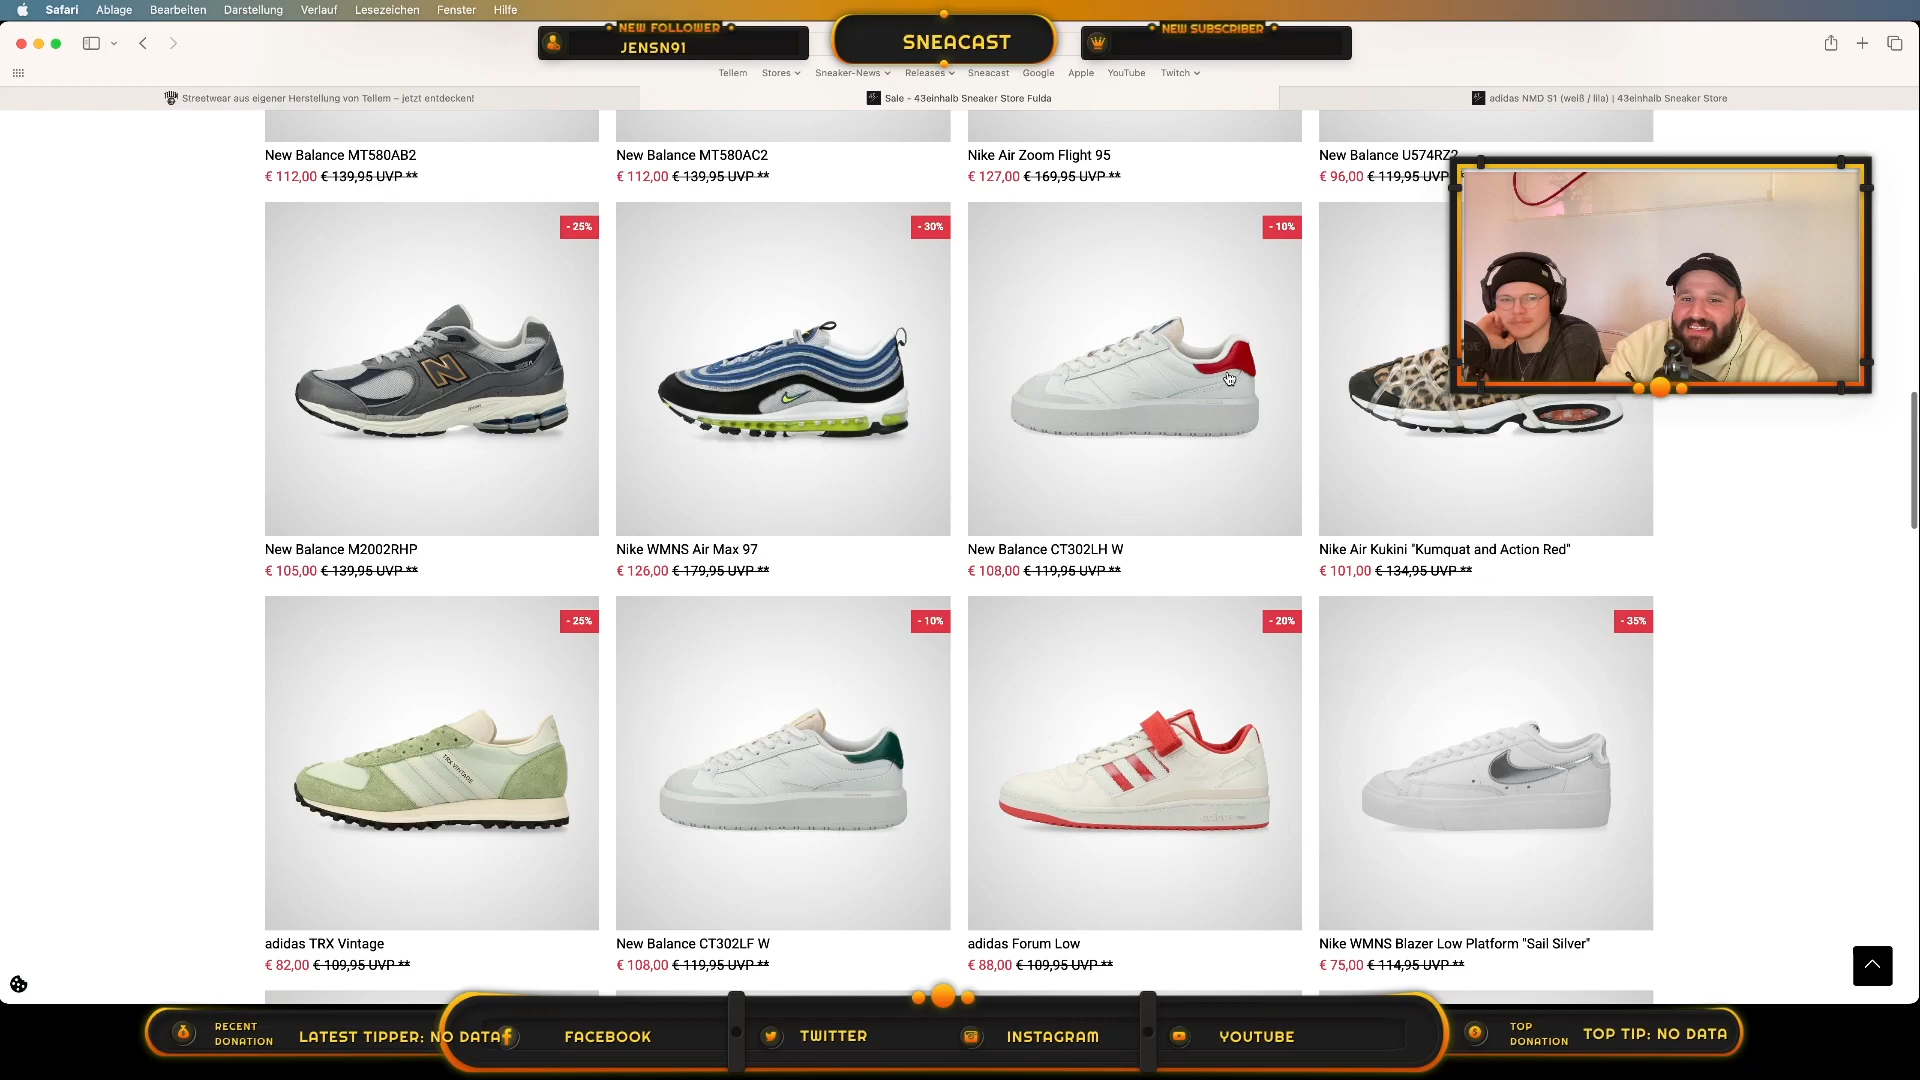 Safari Ablage Bearbeiten Darstellung Verlauf Lesezeichen Fenster Hilfe
NEW FOLLOWER
JENSN91
SNEACAST
NEW SUBSCRIBER
Tellem Stores Sneaker-News Releases Sneacast Google Apple YouTube Twitch
Streetwear aus eigener Herstellung von Tellem – jetzt entdecken!
Sale - 43einhalb Sneaker Store Fulda
adidas NMD S1 (weiß / lila) | 43einhalb Sneaker Store
New Balance MT580AB2
€ 112,00 € 139,95 UVP **
New Balance MT580AC2
€ 112,00 € 139,95 UVP **
Nike Air Zoom Flight 95
€ 127,00 € 169,95 UVP **
New Balance U574RZ2
€ 96,00 € 119,95 UVP
- 25%
- 30%
- 10%
New Balance M2002RHP
€ 105,00 € 139,95 UVP **
Nike WMNS Air Max 97
€ 126,00 € 179,95 UVP **
New Balance CT302LH W
€ 108,00 € 119,95 UVP **
Nike Air Kukini "Kumquat and Action Red"
€ 101,00 € 134,95 UVP **
- 25%
- 10%
- 20%
- 35%
TRX VINTAGE
adidas TRX Vintage
€ 82,00 € 109,95 UVP **
New Balance CT302LF W
€ 108,00 € 119,95 UVP **
adidas Forum Low
€ 88,00 € 109,95 UVP **
Nike WMNS Blazer Low Platform "Sail Silver"
€ 75,00 € 114,95 UVP **
RECENT
DONATION
LATEST TIPPER: NO DATA
FACEBOOK
TWITTER
INSTAGRAM
YOUTUBE
TOP
DONATION
TOP TIP: NO DATA